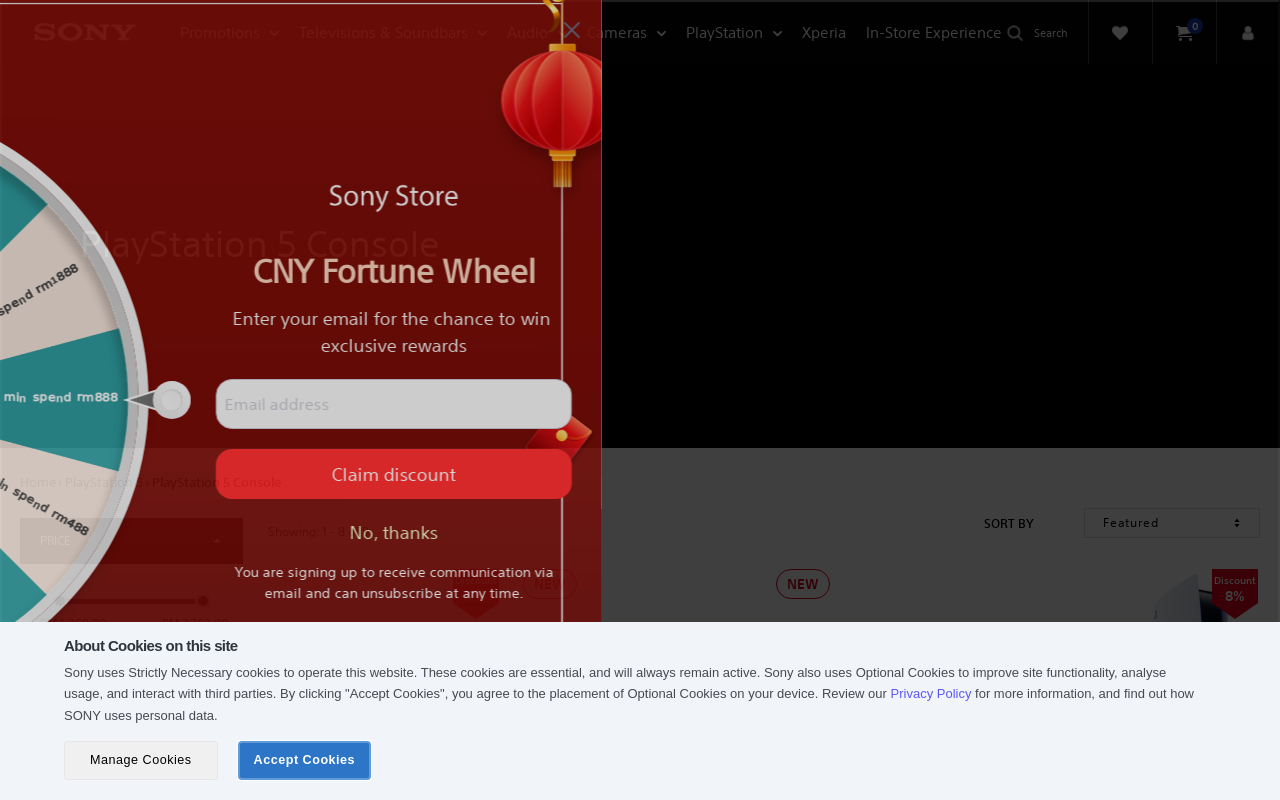 SONY
Promotions
Televisions & Soundbars
Audio
Cameras
PlayStation
Xperia
In-Store Experience
Search
0
Sony Store
PlayStation 5 Console
CNY Fortune Wheel
spend rm1888
Enter your email for the chance to win
exclusive rewards
min spend rm888
Email address
Claim discount
Home › PlayStation 5 › PlayStation 5 Console
in spend rm488
SORT BY
Featured
PRICE
Showing: 1 - 8
No, thanks
You are signing up to receive communication via
email and can unsubscribe at any time.
NEW
NEW
Discount
8%
About Cookies on this site
Sony uses Strictly Necessary cookies to operate this website. These cookies are essential, and will always remain active. Sony also uses Optional Cookies to improve site functionality, analyse
usage, and interact with third parties. By clicking "Accept Cookies", you agree to the placement of Optional Cookies on your device. Review our Privacy Policy for more information, and find out how
SONY uses personal data.
Manage Cookies
Accept Cookies